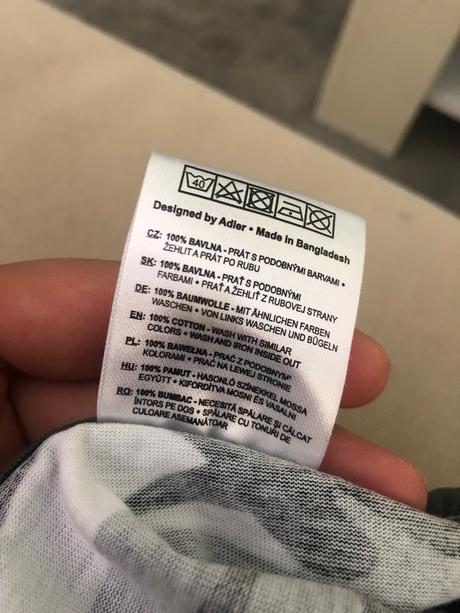 40
Designed by Adler • Made in Bangladesh
CZ: 100% BAVLNA - PRÁT S PODOBNÝMI BARVAMI •
ŽEHLIT A PRÁT PO RUBU
SK: 100% BAVLNA - PRAŤ S PODOBNÝMI
FARBAMI • PRAŤ A ŽEHLIŤ Z RUBOVEJ STRANY
DE: 100% BAUMWOLLE - MIT ÄHNLICHEN FARBEN
WASCHEN • VON LINKS WASCHEN UND BÜGELN
EN: 100% COTTON - WASH WITH SIMILAR
COLORS • WASH AND IRON INSIDE OUT
PL: 100% BAWEŁNA - PRAĆ Z PODOBNYMI
KOLORAMI • PRAĆ NA LEWEJ STRONIE
HU: 100% PAMUT - HASONLÓ SZÍNEKKEL MOSSA
EGYÜTT • KIFORDÍTVA MOSNI ÉS VASALNI
RO: 100% BUMBAC - NECESITĂ SPĂLARE ȘI CĂLCAT
ÎNTORS PE DOS • SPĂLARE CU TONURI DE
CULOARE ASEMĂNĂTOAR